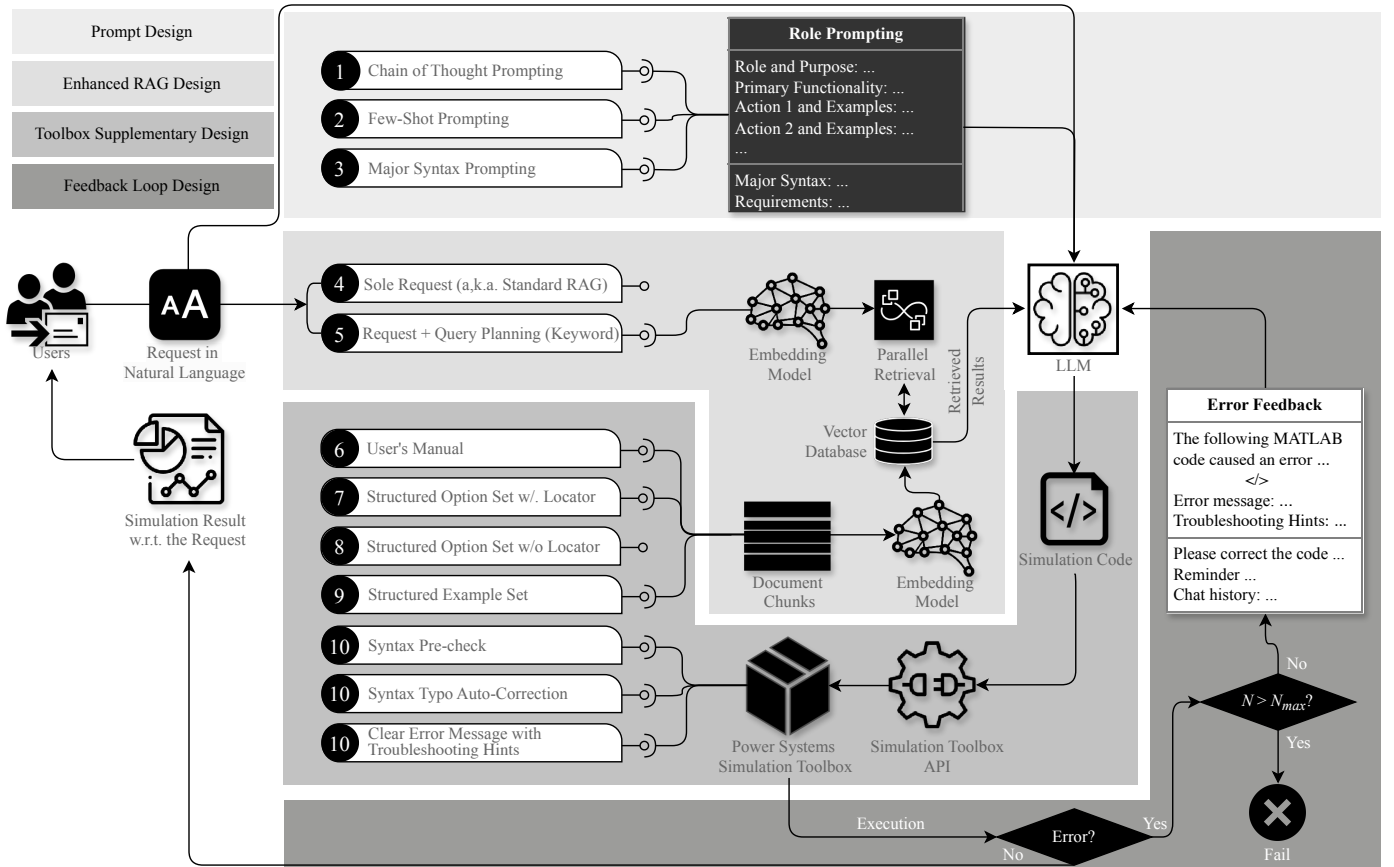 Prompt Design
Enhanced RAG Design
Toolbox Supplementary Design
Feedback Loop Design
1 Chain of Thought Prompting
2 Few-Shot Prompting
3 Major Syntax Prompting
Role Prompting
Role and Purpose: ...
Primary Functionality: ...
Action 1 and Examples: ...
Action 2 and Examples: ...
...
Major Syntax: ...
Requirements: ...
Users
AA
Request in
Natural Language
4 Sole Request (a,k.a. Standard RAG)
5 Request + Query Planning (Keyword)
Embedding
Model
Parallel
Retrieval
Retrieved
Results
LLM
Vector
Database
Simulation Result
w.r.t. the Request
6 User's Manual
7 Structured Option Set w/. Locator
8 Structured Option Set w/o Locator
9 Structured Example Set
Document
Chunks
Embedding
Model
</>
Simulation Code
10 Syntax Pre-check
10 Syntax Typo Auto-Correction
10 Clear Error Message with
Troubleshooting Hints
Power Systems
Simulation Toolbox
Simulation Toolbox
API
Error Feedback
The following MATLAB
code caused an error ...
</>
Error message: ...
Troubleshooting Hints: ...
Please correct the code ...
Reminder ...
Chat history: ...
No
N > Nmax?
Yes
Fail
Execution
Error?
Yes
No